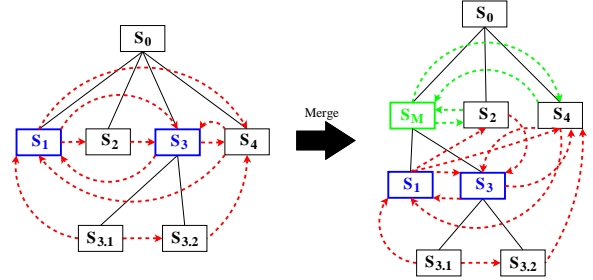 S0
S1 S2 S3 S4
S3.1 S3.2
Merge
S0
SM S2 S4
S1 S3
S3.1 S3.2